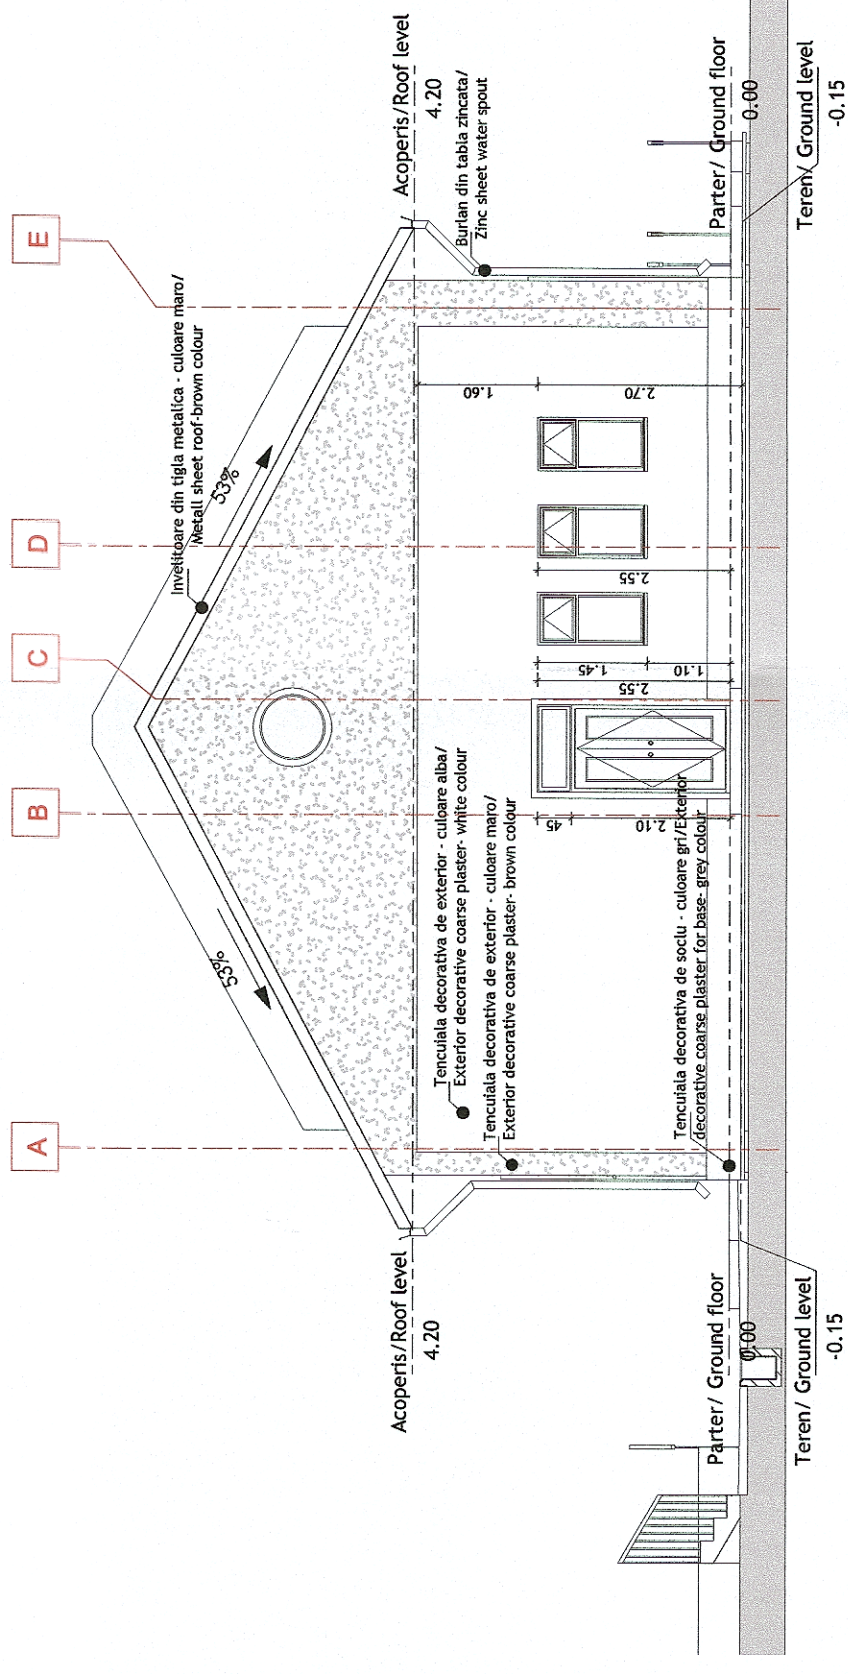 A
B
C
D
E
Invelitoare din tigla metalica - culoare maro/
Metall sheet roof-brown colour
53%
53%
Acoperis/Roof level
4.20
Acoperis/Roof level
4.20
Burlan din tabla zincata/
Zinc sheet water spout
Tencuiala decorativa de exterior - culoare alba/
Exterior decorative coarse plaster- white colour
Tencuiala decorativa de exterior - culoare maro/
Exterior decorative coarse plaster- brown colour
Tencuiala decorativa de soclu - culoare gri/Exterior
decorative coarse plaster for base- grey colour
45
2.10
2.55
1.45
1.10
2.55
1.60
2.70
Parter/ Ground floor
0.00
Teren/ Ground level
-0.15
Parter/ Ground floor
0.00
Teren/ Ground level
-0.15